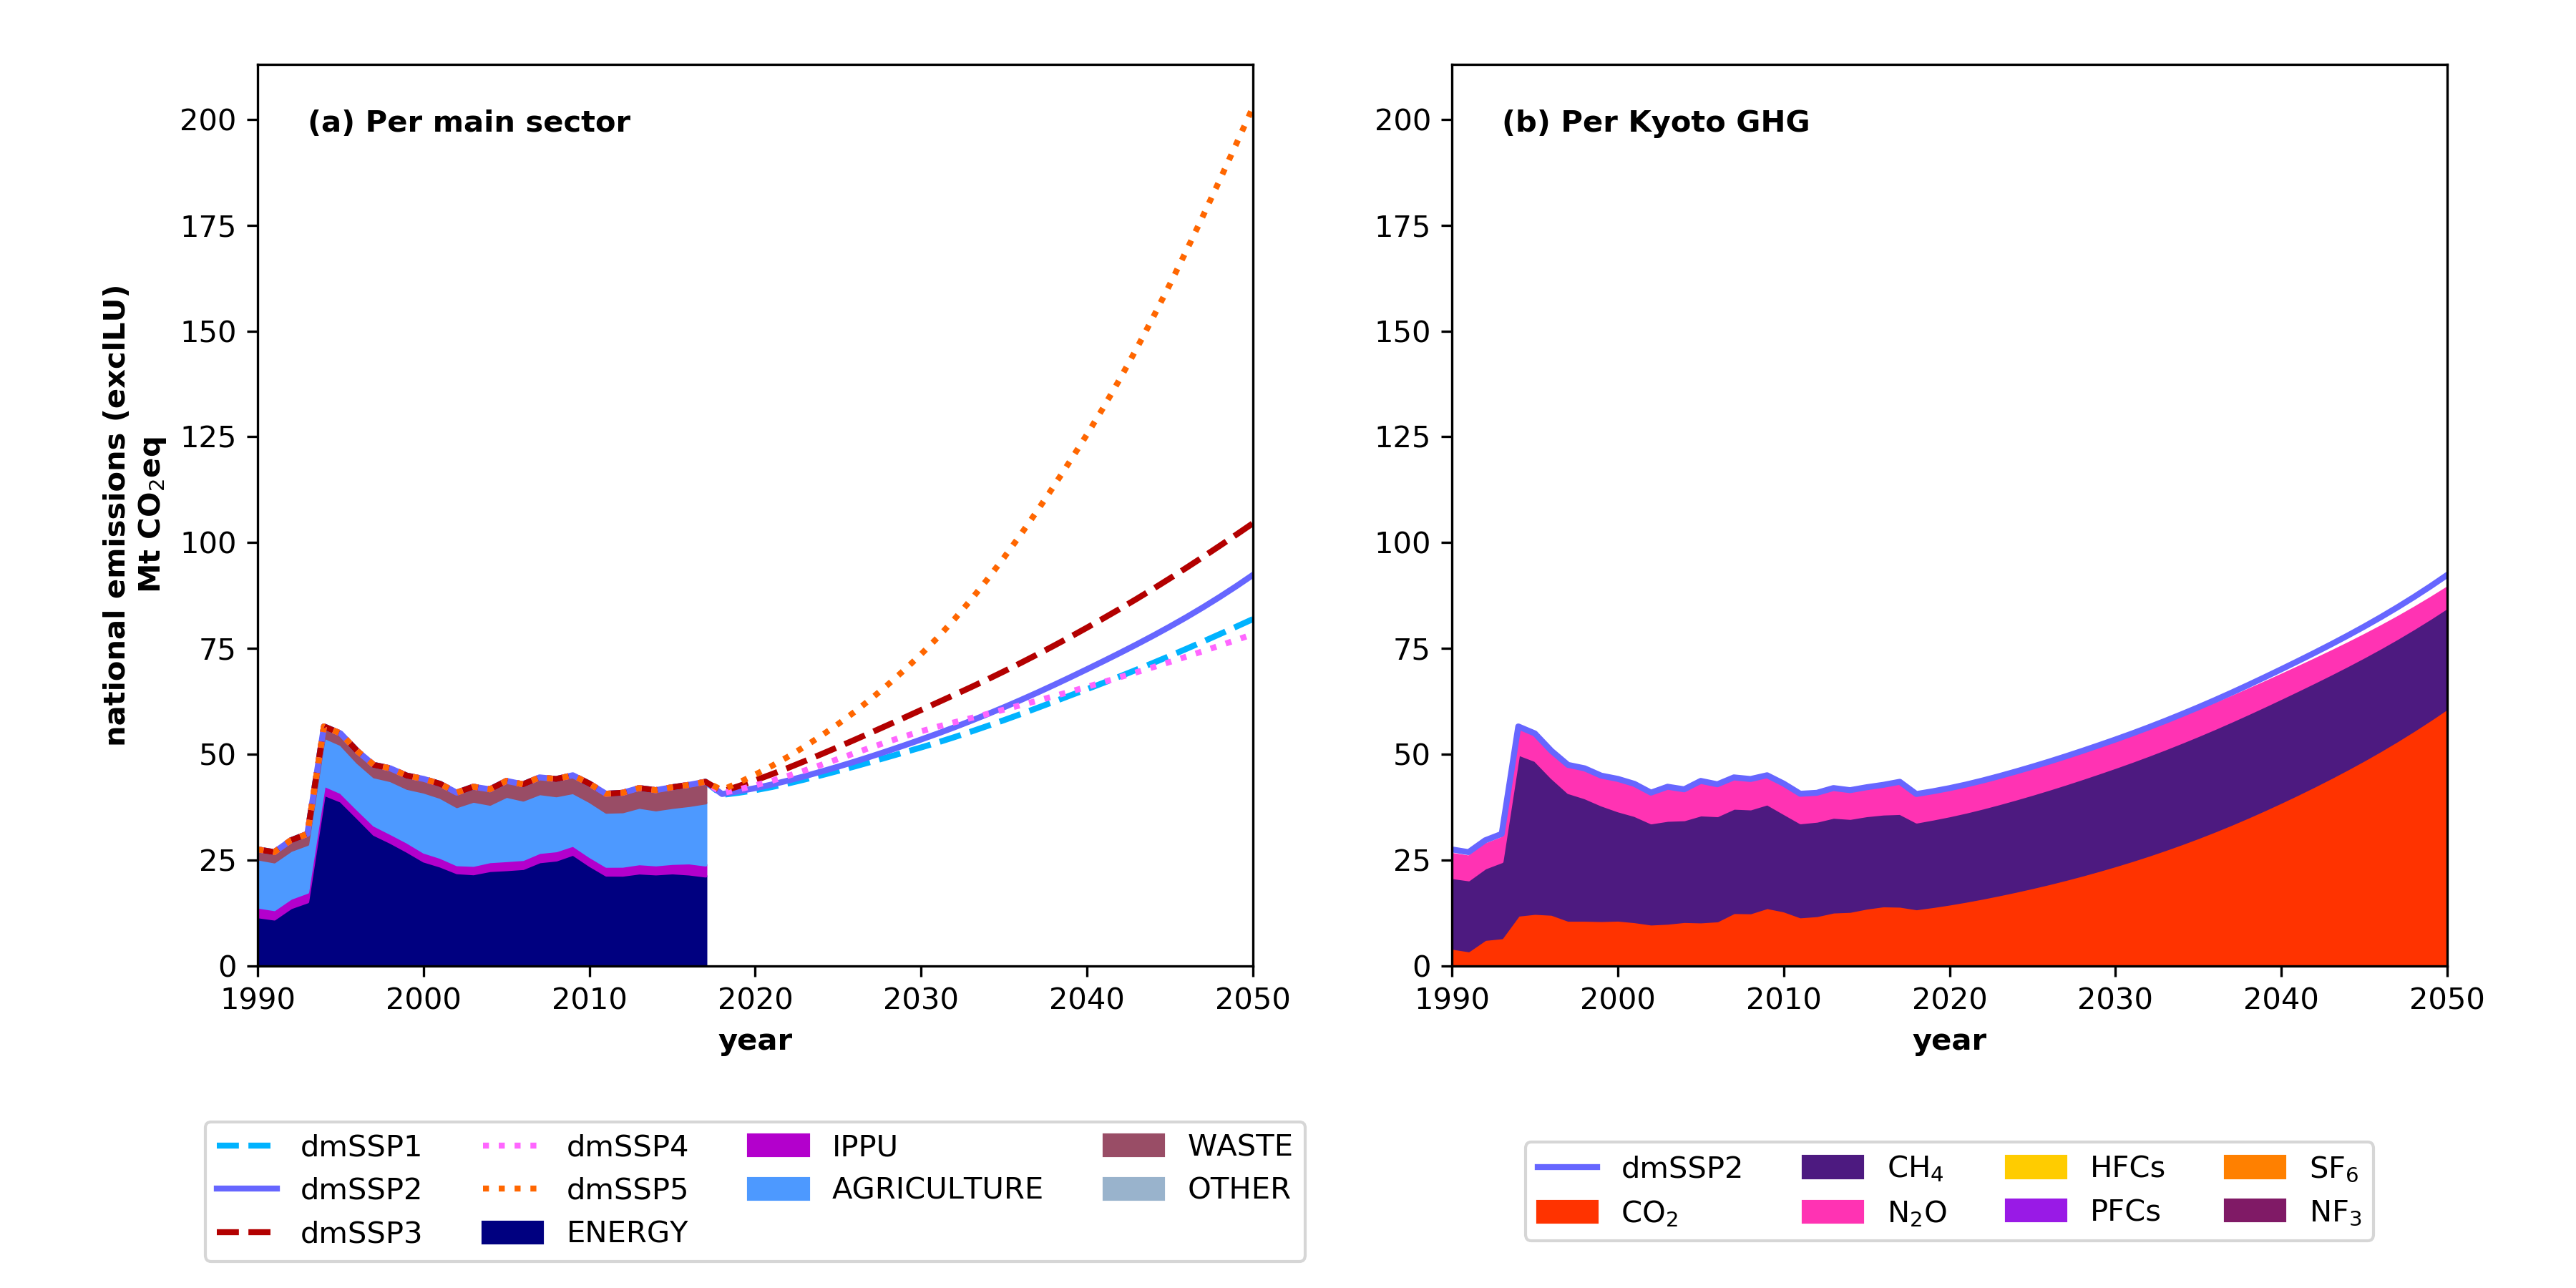 (a) Per main sector
200
175
150
125
100
75
50
25
0
national emissions (exclLU)
Mt CO₂eq
1990 2000 2010 2020 2030 2040 2050
year
dmSSP1 dmSSP4 IPPU WASTE
dmSSP2 dmSSP5 AGRICULTURE OTHER
dmSSP3 ENERGY
(b) Per Kyoto GHG
200
175
150
125
100
75
50
25
0
1990 2000 2010 2020 2030 2040 2050
year
dmSSP2 CH₄ HFCs SF₆
CO₂ N₂O PFCs NF₃